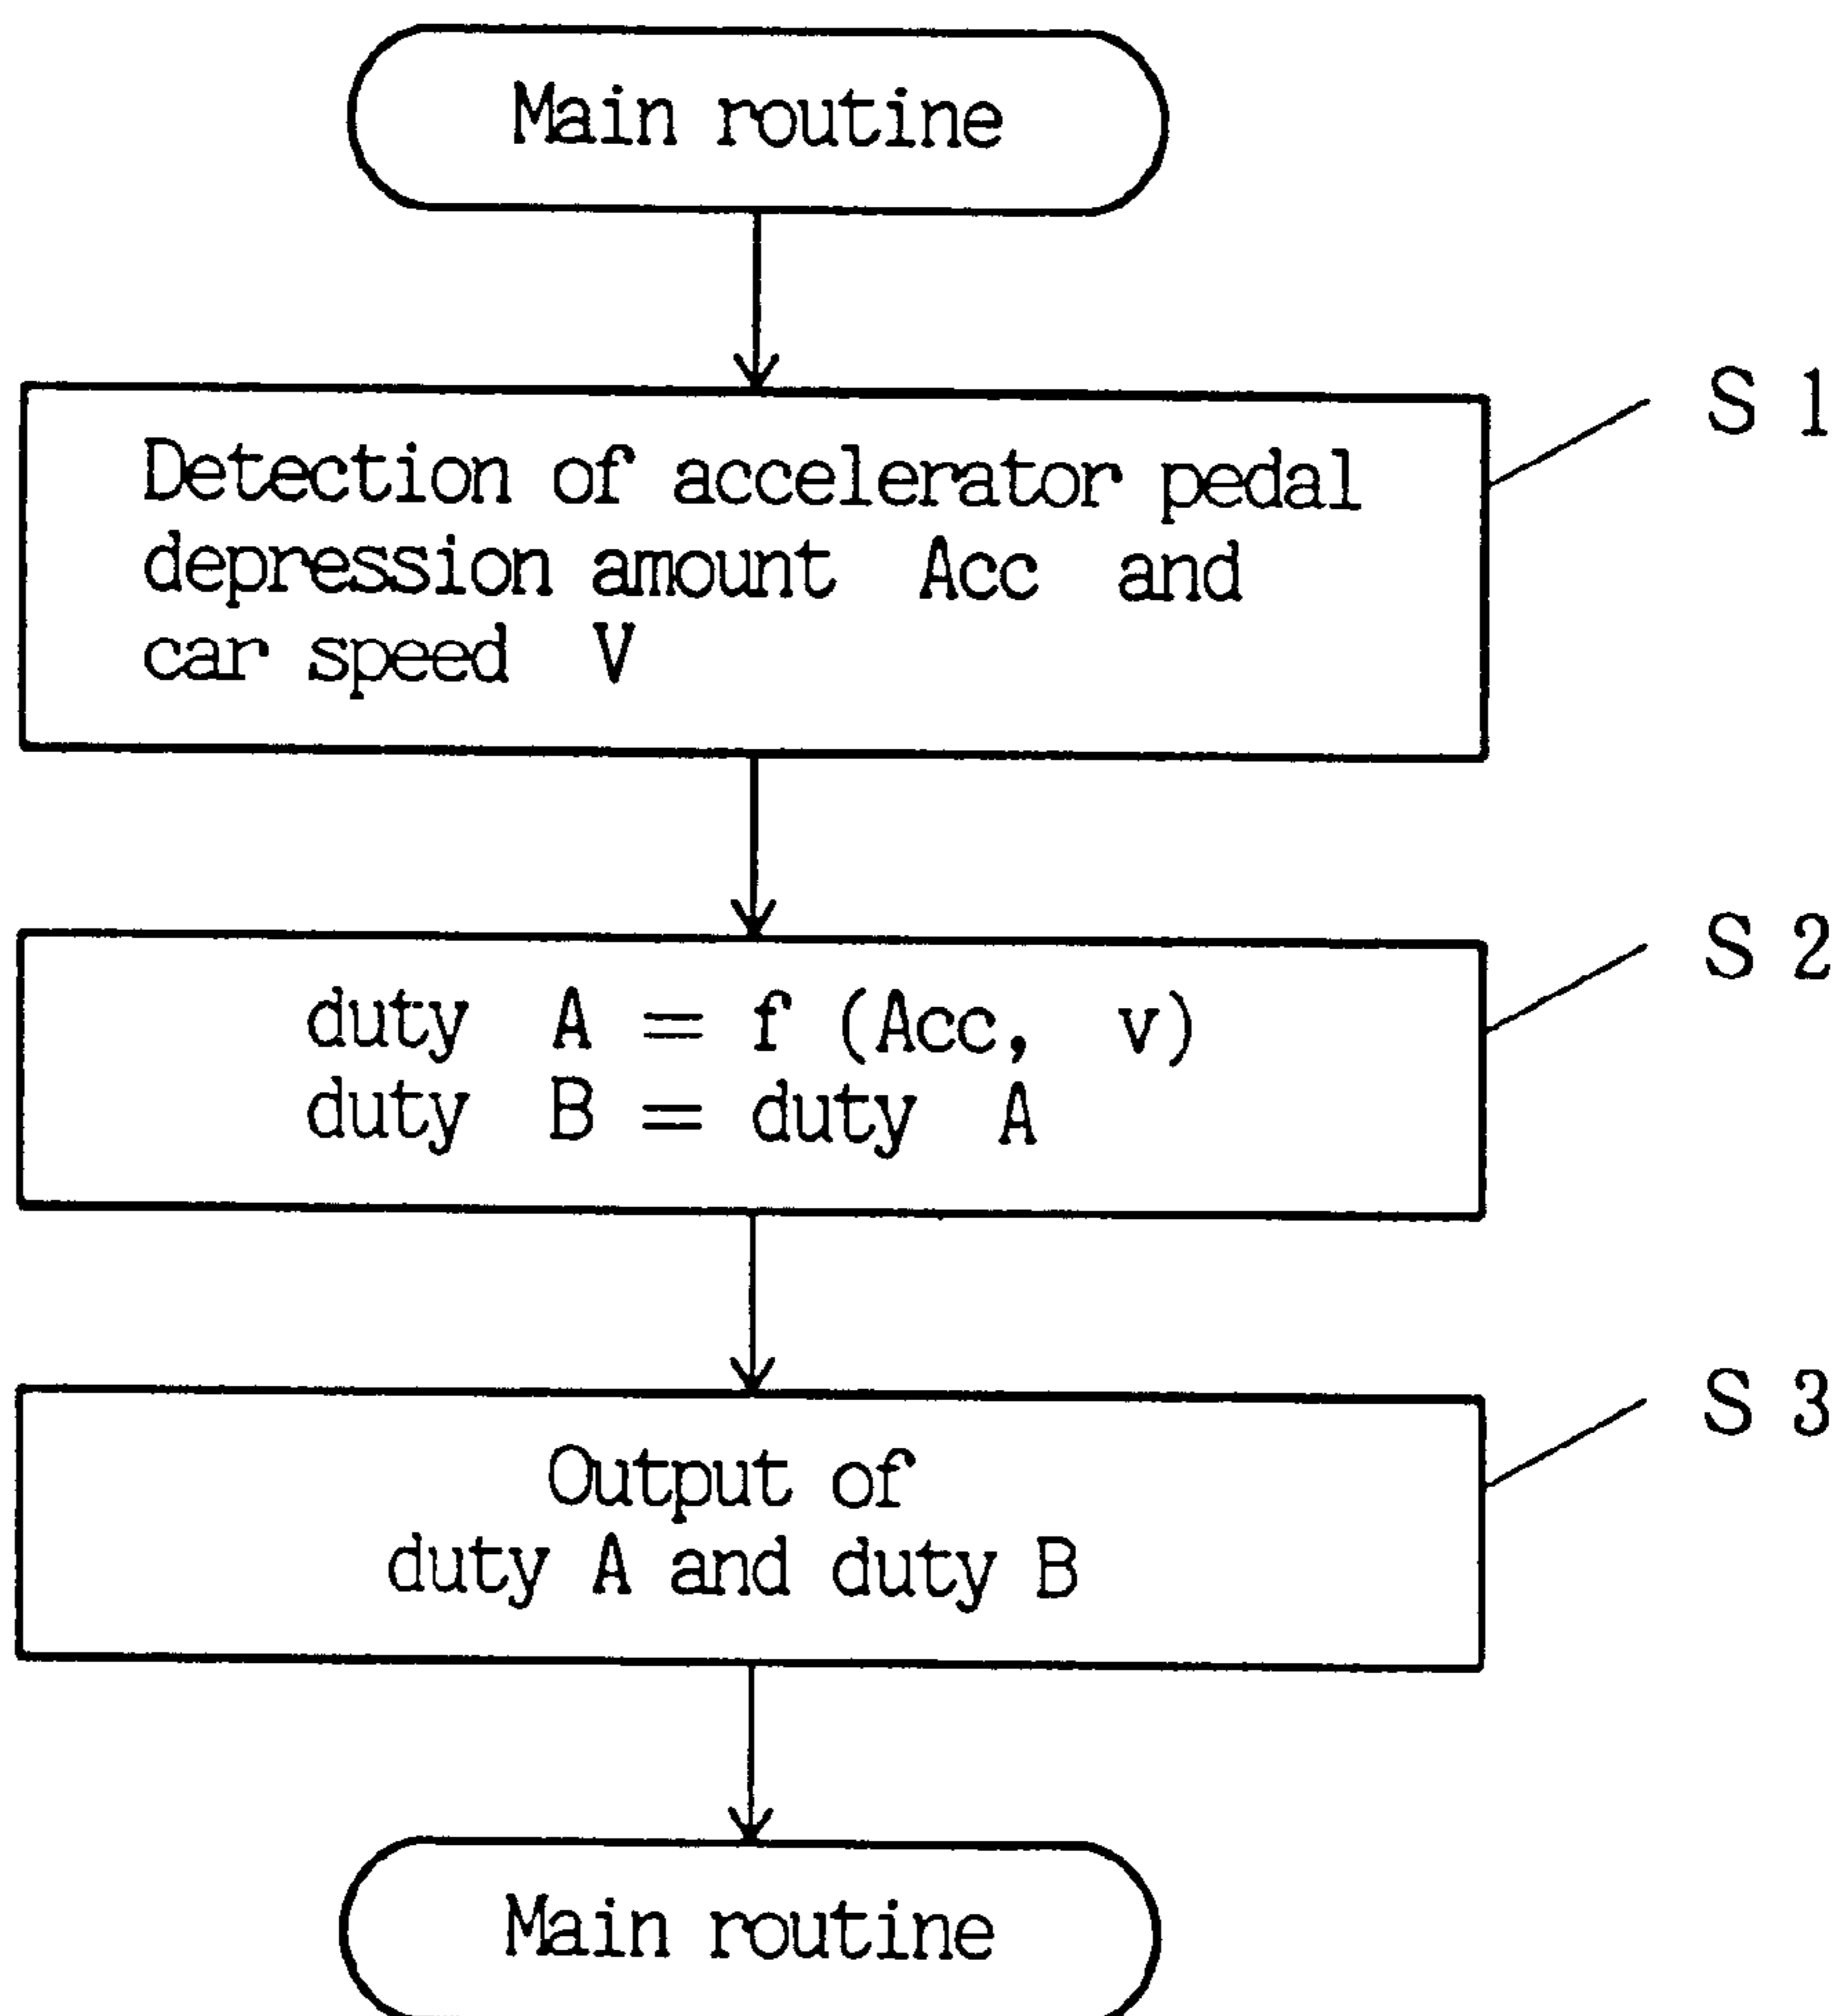 Main routine
S 1
Detection of accelerator pedal
depression amount Acc and
car speed V
S 2
duty A = f (Acc, v)
duty B = duty A
S 3
Output of
duty A and duty B
Main routine